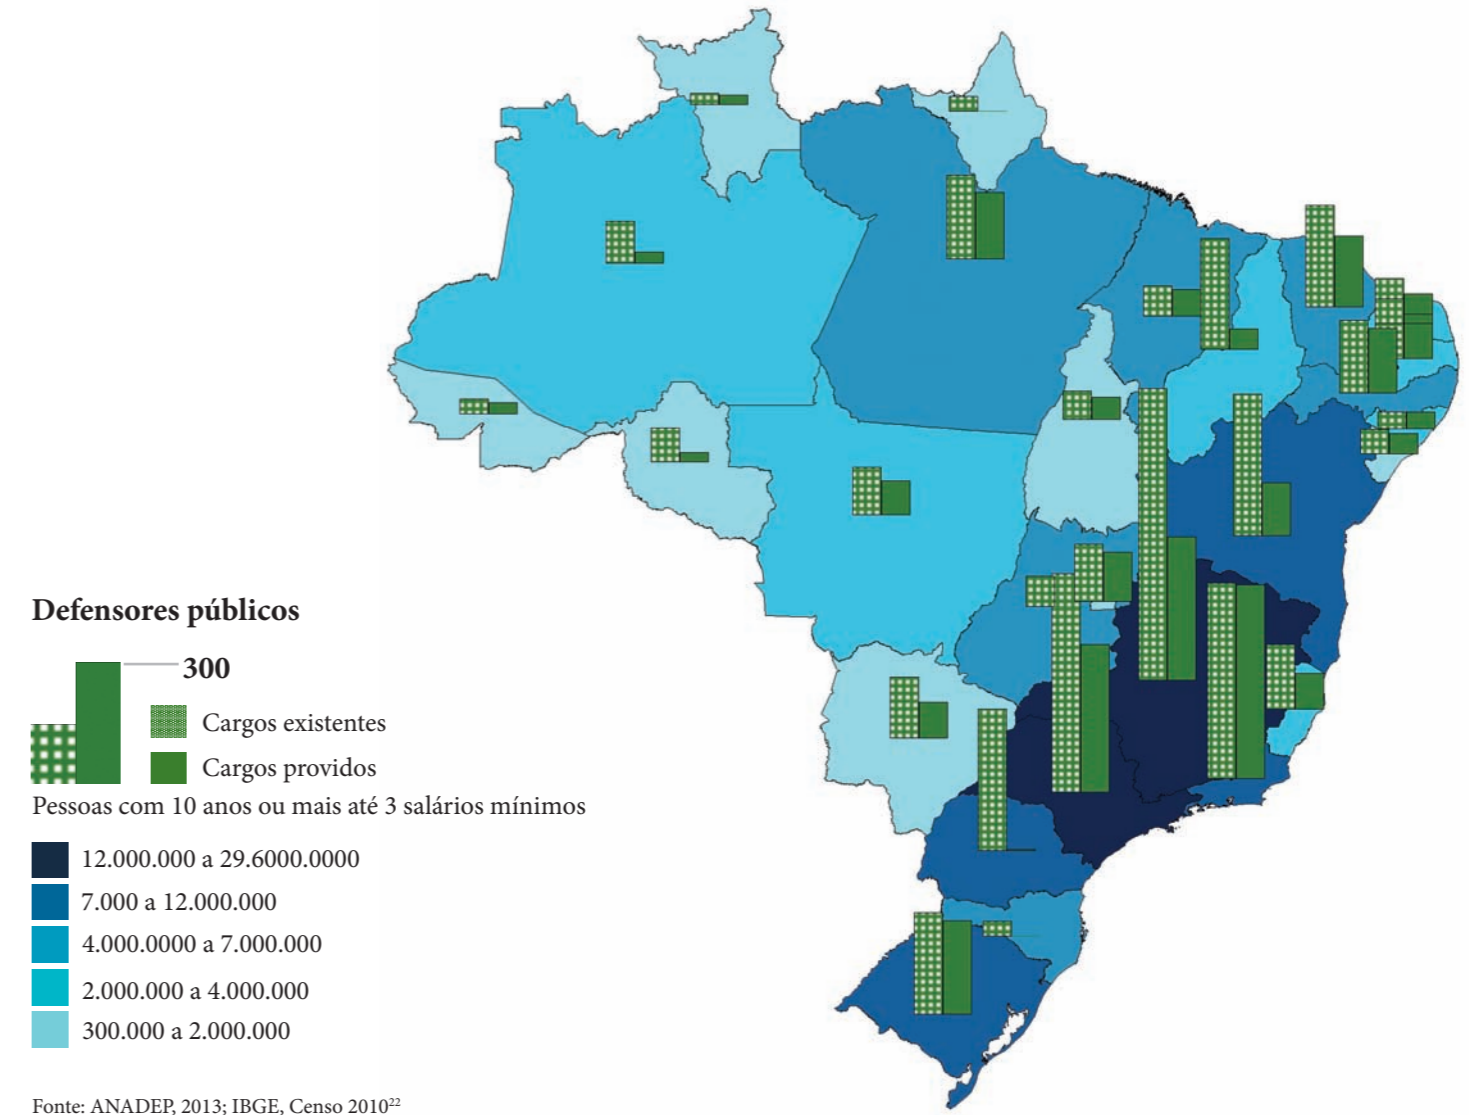 Defensores públicos
300
Cargos existentes
Cargos providos
Pessoas com 10 anos ou mais até 3 salários mínimos
12.000.000 a 29.6000.0000
7.000 a 12.000.000
4.000.0000 a 7.000.000
2.000.000 a 4.000.000
300.000 a 2.000.000
Fonte: ANADEP, 2013; IBGE, Censo 2010²²